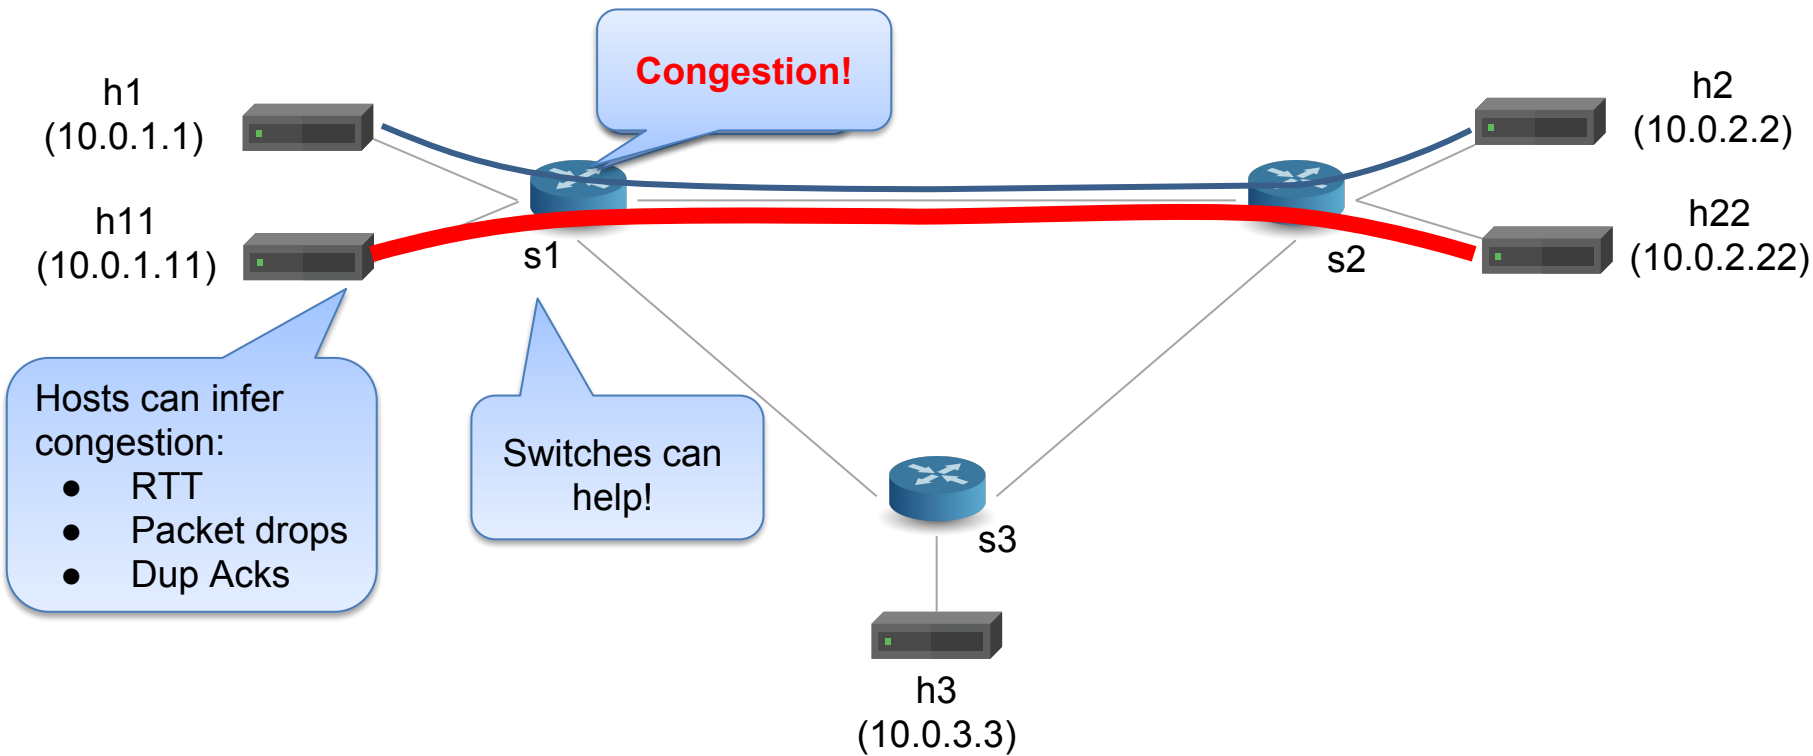 Congestion!
h1
(10.0.1.1)
h2
(10.0.2.2)
h11
(10.0.1.11)
h22
(10.0.2.22)
s1
s2
Hosts can infer
congestion:
● RTT
● Packet drops
● Dup Acks
Switches can
help!
s3
h3
(10.0.3.3)